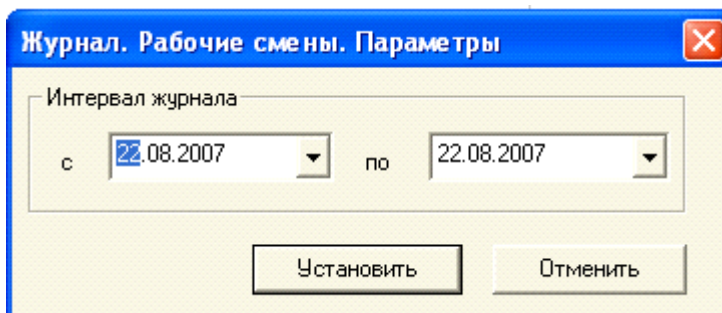 Журнал. Рабочие смены. Параметры
Интервал журнала
с 22.08.2007 по 22.08.2007
Установить Отменить